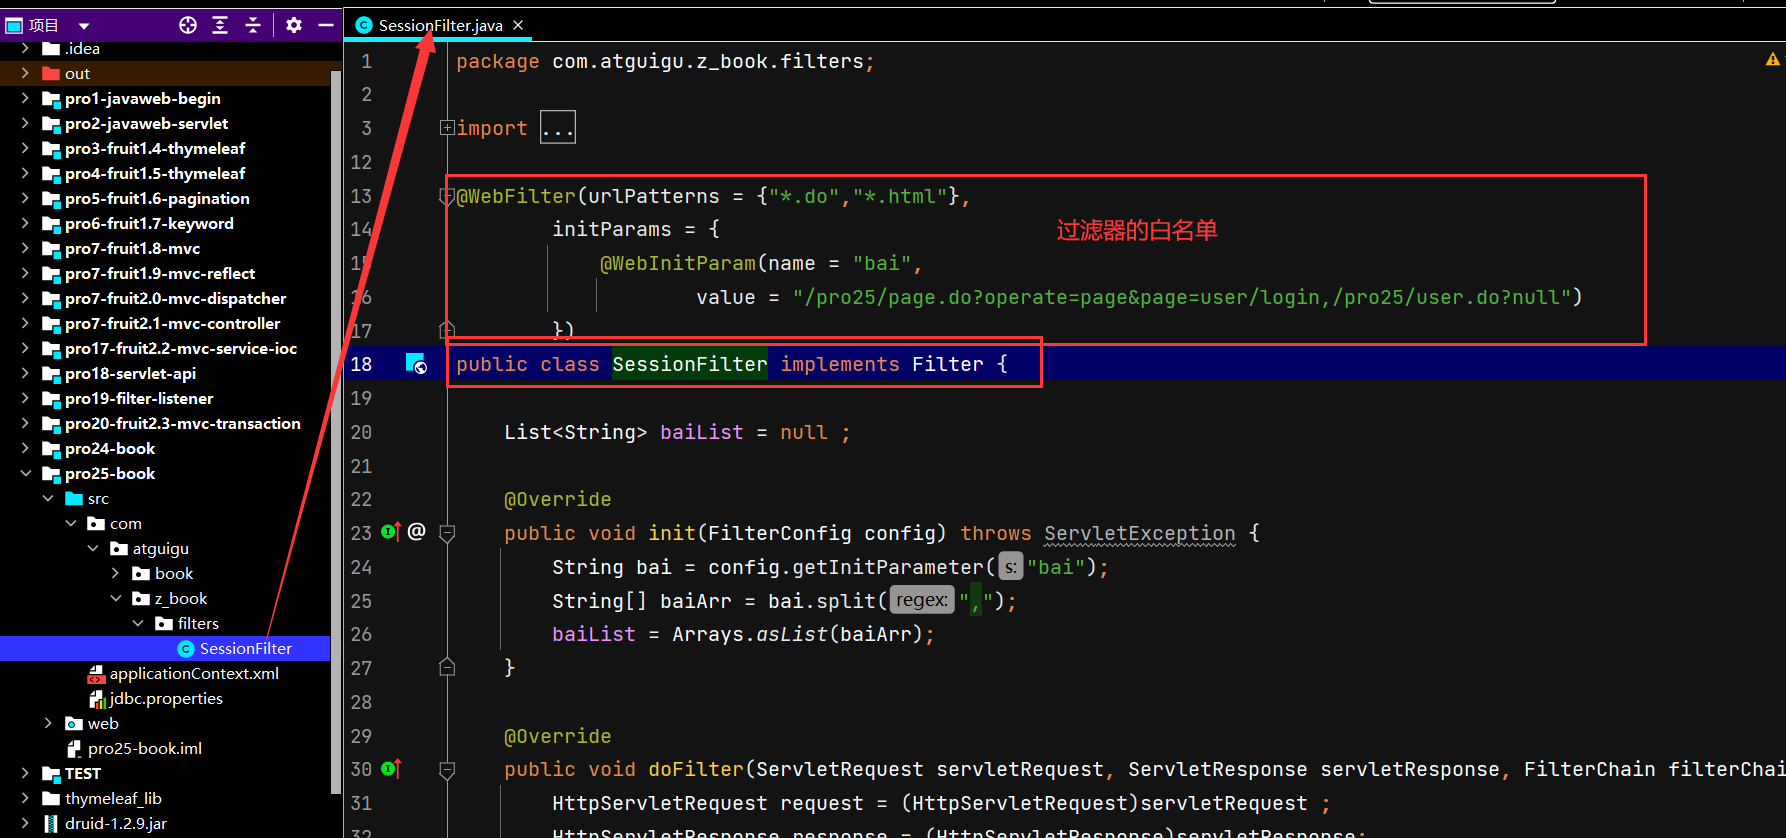 项目
.idea
out
pro1-javaweb-begin
pro2-javaweb-servlet
pro3-fruit1.4-thymeleaf
pro4-fruit1.5-thymeleaf
pro5-fruit1.6-pagination
pro6-fruit1.7-keyword
pro7-fruit1.8-mvc
pro7-fruit1.9-mvc-reflect
pro7-fruit2.0-mvc-dispatcher
pro7-fruit2.1-mvc-controller
pro17-fruit2.2-mvc-service-ioc
pro18-servlet-api
pro19-filter-listener
pro20-fruit2.3-mvc-transaction
pro24-book
pro25-book
src
com
atguigu
book
z_book
filters
SessionFilter
applicationContext.xml
jdbc.properties
web
pro25-book.iml
TEST
thymeleaf_lib
druid-1.2.9.jar
SessionFilter.java
1 package com.atguigu.z_book.filters;
2
3 import ...
12
13 @WebFilter(urlPatterns = {"*.do","*.html"},
14 initParams = {
过滤器的白名单
15 @WebInitParam(name = "bai",
16 value = "/pro25/page.do?operate=page&page=user/login,/pro25/user.do?null")
17 })
18 public class SessionFilter implements Filter {
19
20 List<String> baiList = null ;
21
22 @Override
23 @ public void init(FilterConfig config) throws ServletException {
24 String bai = config.getInitParameter( s: "bai");
25 String[] baiArr = bai.split( regex: ",");
26 baiList = Arrays.asList(baiArr);
27 }
28
29 @Override
30 public void doFilter(ServletRequest servletRequest, ServletResponse servletResponse, FilterChain filterChai
31 HttpServletRequest request = (HttpServletRequest)servletRequest ;
32 HttpServletResponse response = (HttpServletResponse)servletResponse;